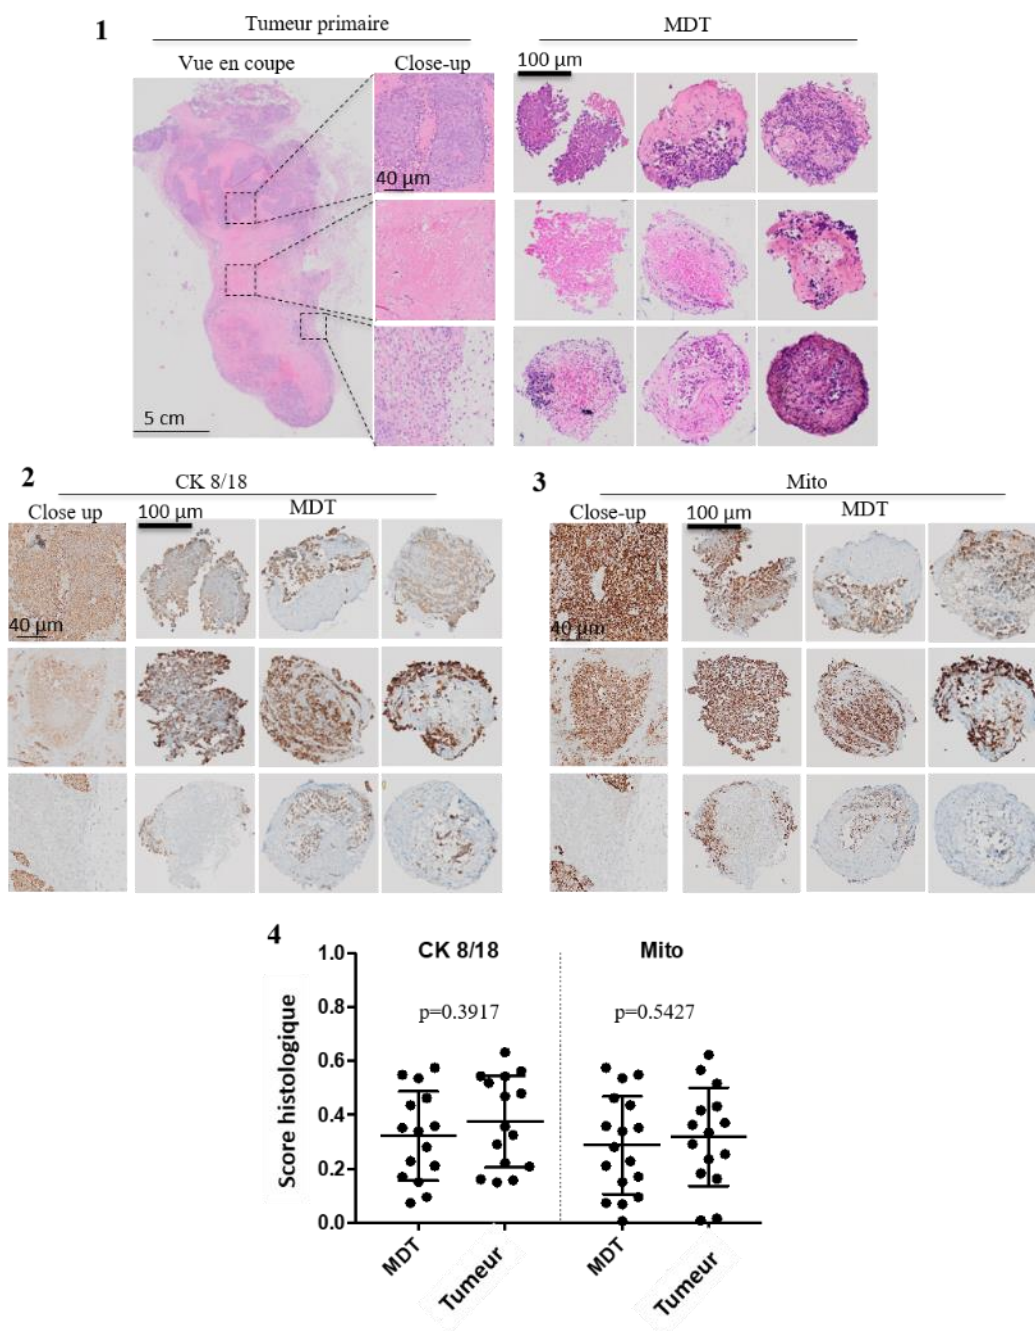 1
Tumeur primaire
MDT
Vue en coupe
Close-up
100 µm
40 µm
5 cm
2
CK 8/18
Close up
100 µm
MDT
40 µm
3
Mito
Close-up
100 µm
MDT
40 µm
4
CK 8/18
Mito
p=0.3917
p=0.5427
Score histologique
1.0
0.8
0.6
0.4
0.2
0.0
MDT
Tumeur
MDT
Tumeur